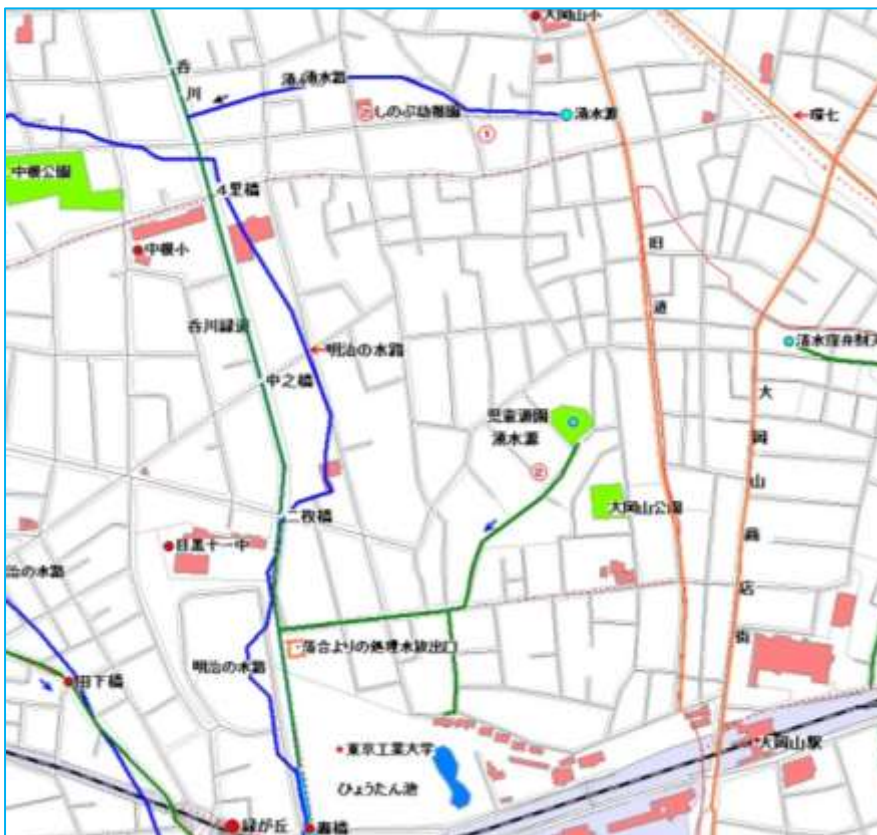 大岡山小
呑川
湧水路
しのぶ幼稚園
湧水源
①
環七
中根公園
4里橋
中根小
旧道
呑川緑道
明治の水路
清水窪弁財天
中之橋
児童遊園
湧水源
②
大岡山公園
大岡山商店街
二枚橋
目黒十一中
治の水路
落合よりの処理水放出口
明治の水路
田下橋
東京工業大学
大岡山駅
ひょうたん池
緑が丘